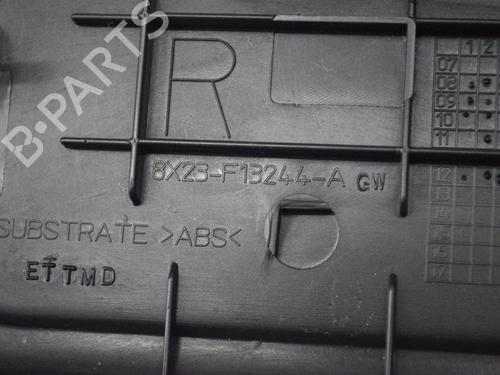 B-PARTS
R
1 2
07
08
09
10
11
12
13
14
15
16
17
8X23-F13244-A GW
SUBSTRATE >ABS<
ETTMD